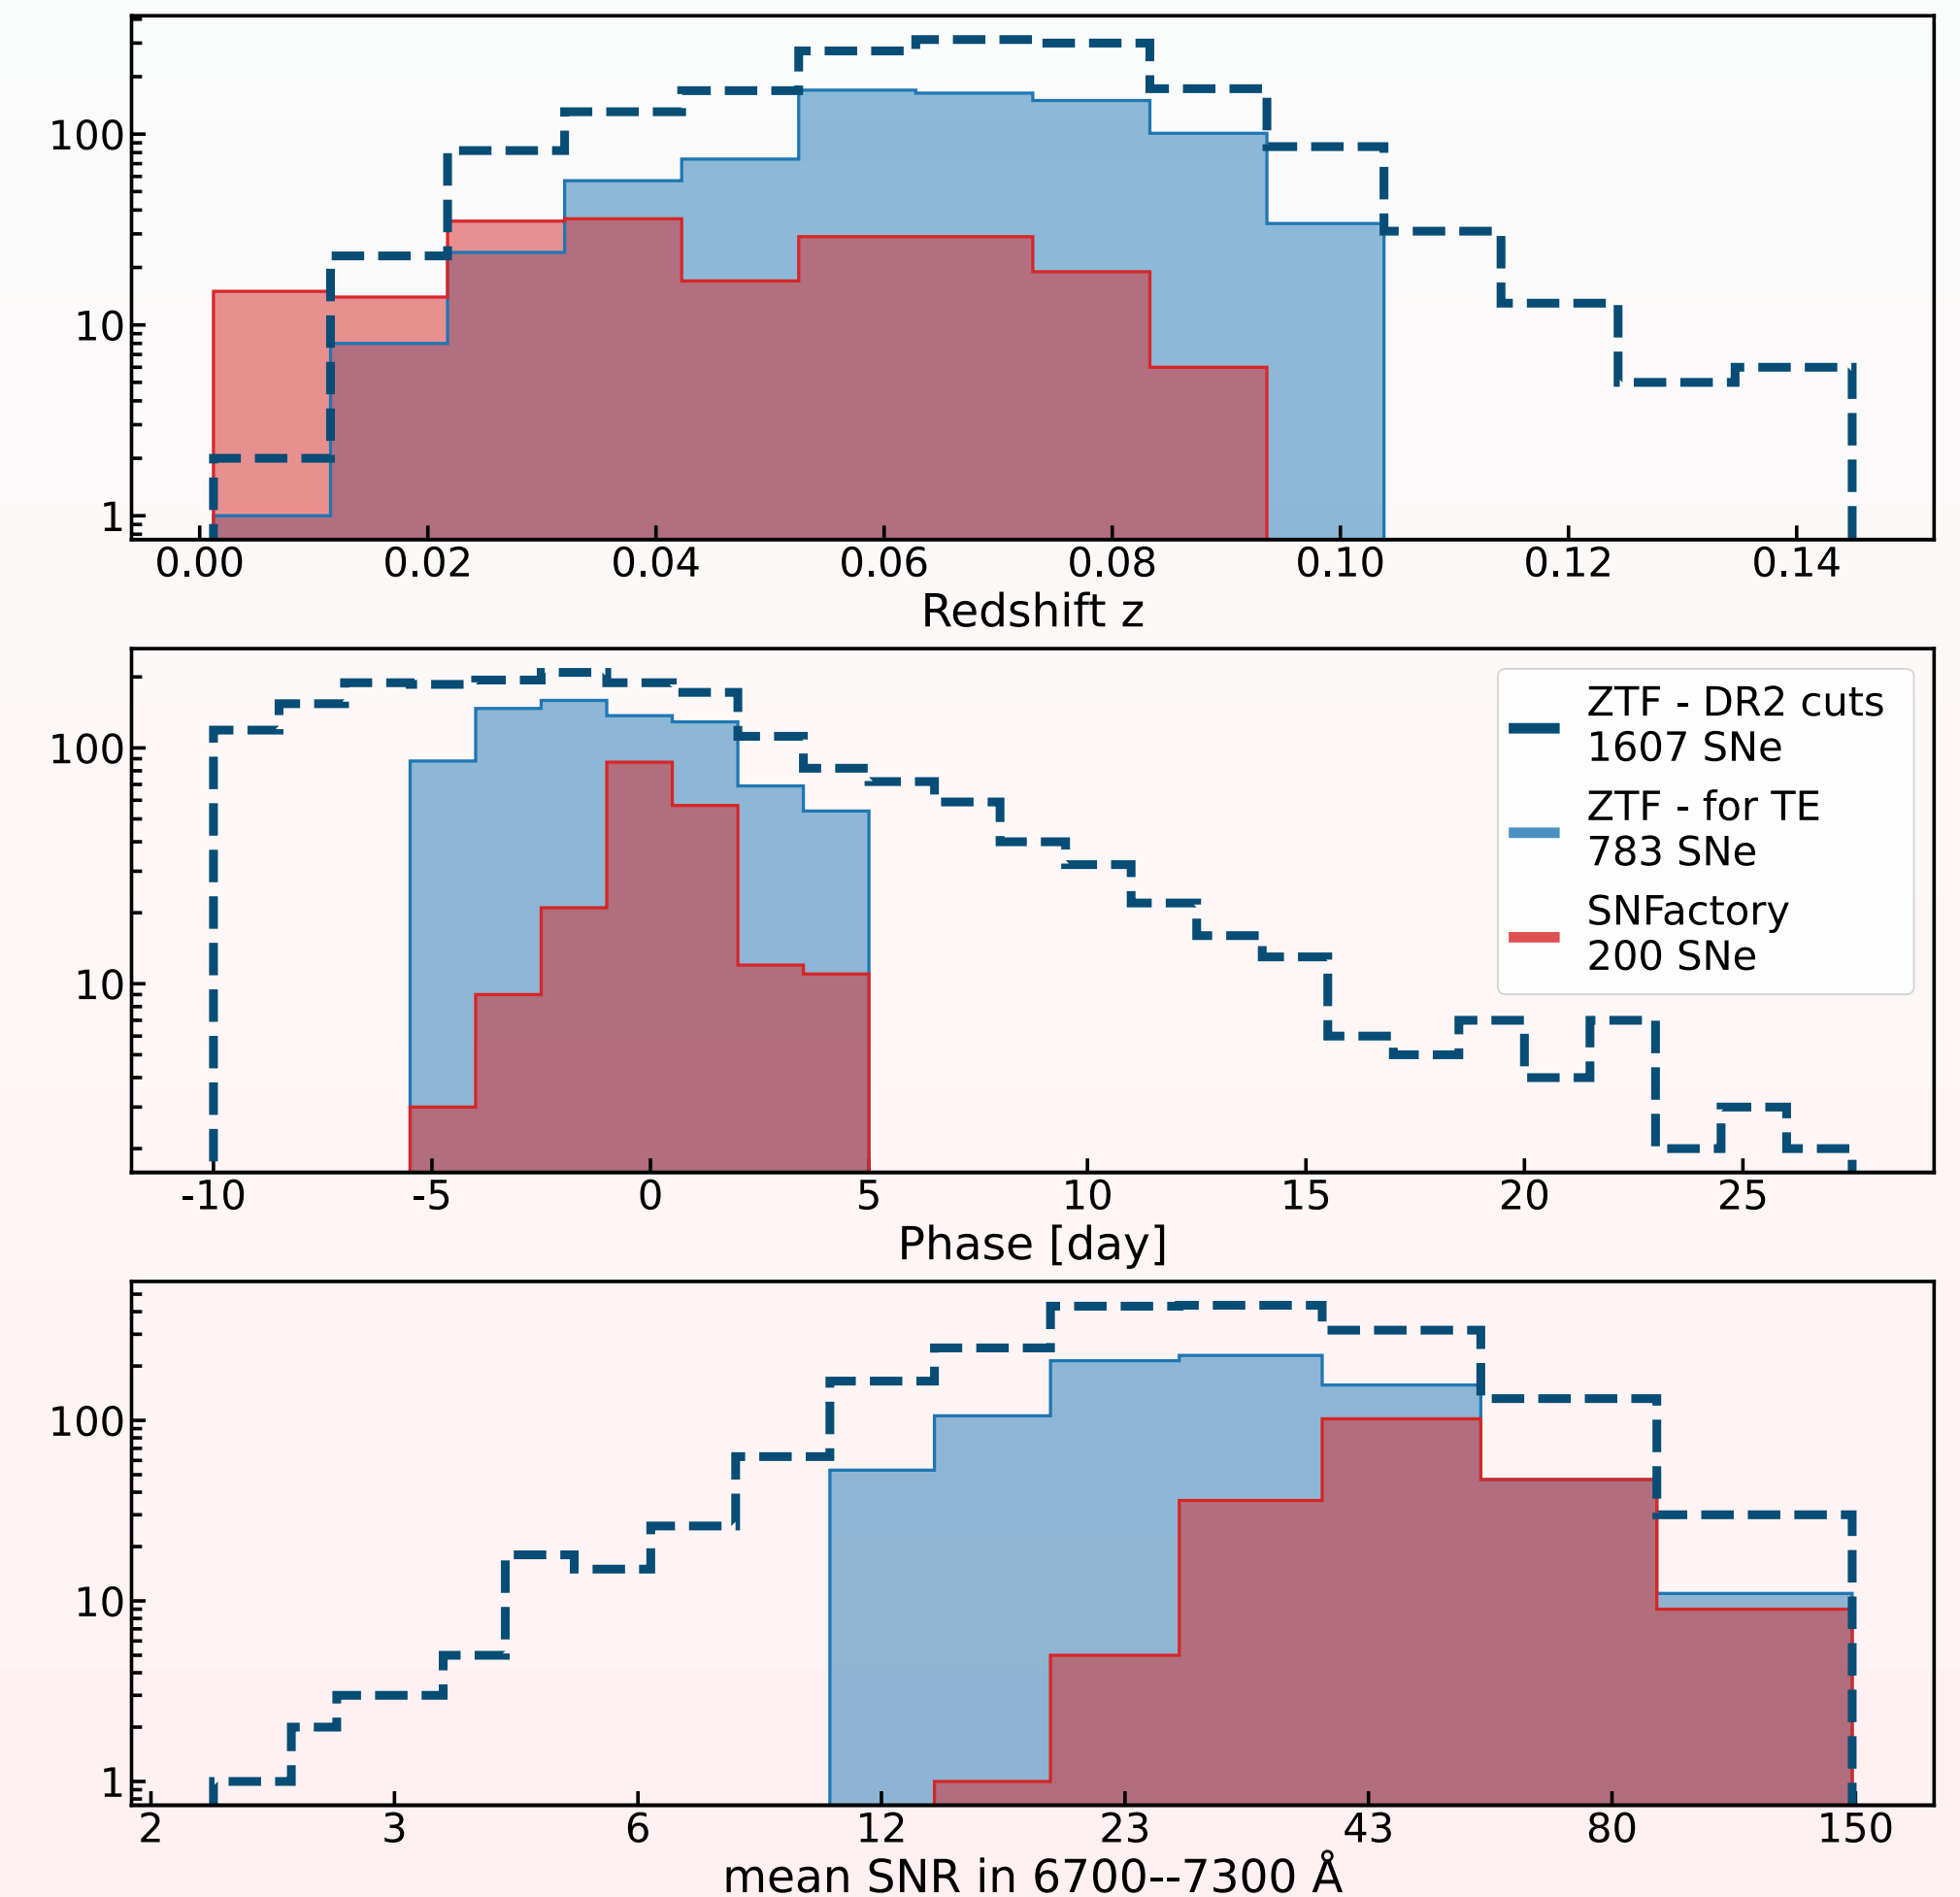 100
10
1
0.00 0.02 0.04 0.06 0.08 0.10 0.12 0.14
Redshift z
100
10
-10 -5 0 5 10 15 20 25
Phase [day]
ZTF - DR2 cuts
1607 SNe
ZTF - for TE
783 SNe
SNFactory
200 SNe
100
10
1
2 3 6 12 23 43 80 150
mean SNR in 6700--7300 Å